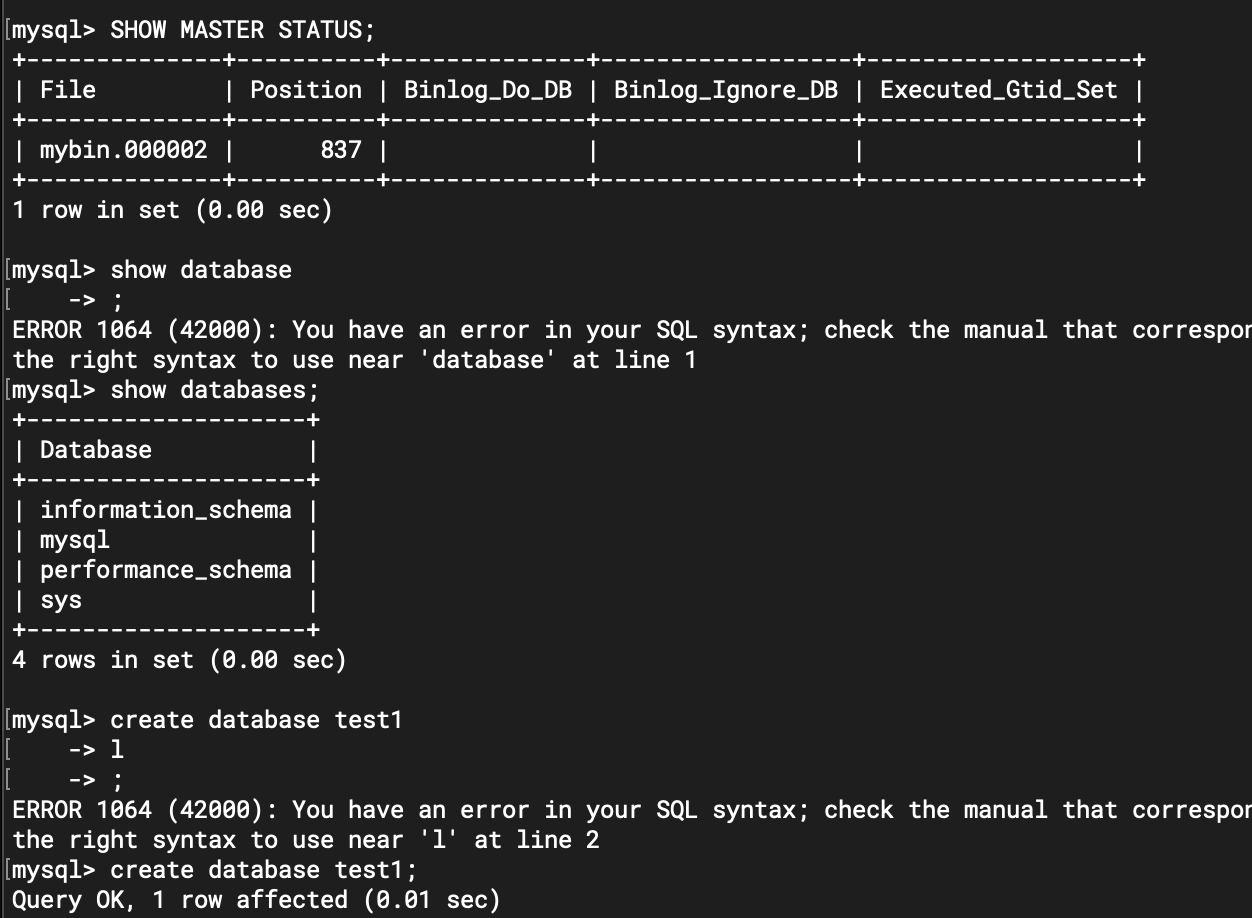 [mysql> SHOW MASTER STATUS;
+--------------+----------+--------------+------------------+-------------------+
| File         | Position | Binlog_Do_DB | Binlog_Ignore_DB | Executed_Gtid_Set |
+--------------+----------+--------------+------------------+-------------------+
| mybin.000002 |      837 |              |                  |                   |
+--------------+----------+--------------+------------------+-------------------+
1 row in set (0.00 sec)
[mysql> show database
[    -> ;
ERROR 1064 (42000): You have an error in your SQL syntax; check the manual that correspon
the right syntax to use near 'database' at line 1
[mysql> show databases;
+--------------------+
| Database           |
+--------------------+
| information_schema |
| mysql              |
| performance_schema |
| sys                |
+--------------------+
4 rows in set (0.00 sec)
[mysql> create database test1
[    -> l
[    -> ;
ERROR 1064 (42000): You have an error in your SQL syntax; check the manual that correspon
the right syntax to use near 'l' at line 2
[mysql> create database test1;
Query OK, 1 row affected (0.01 sec)